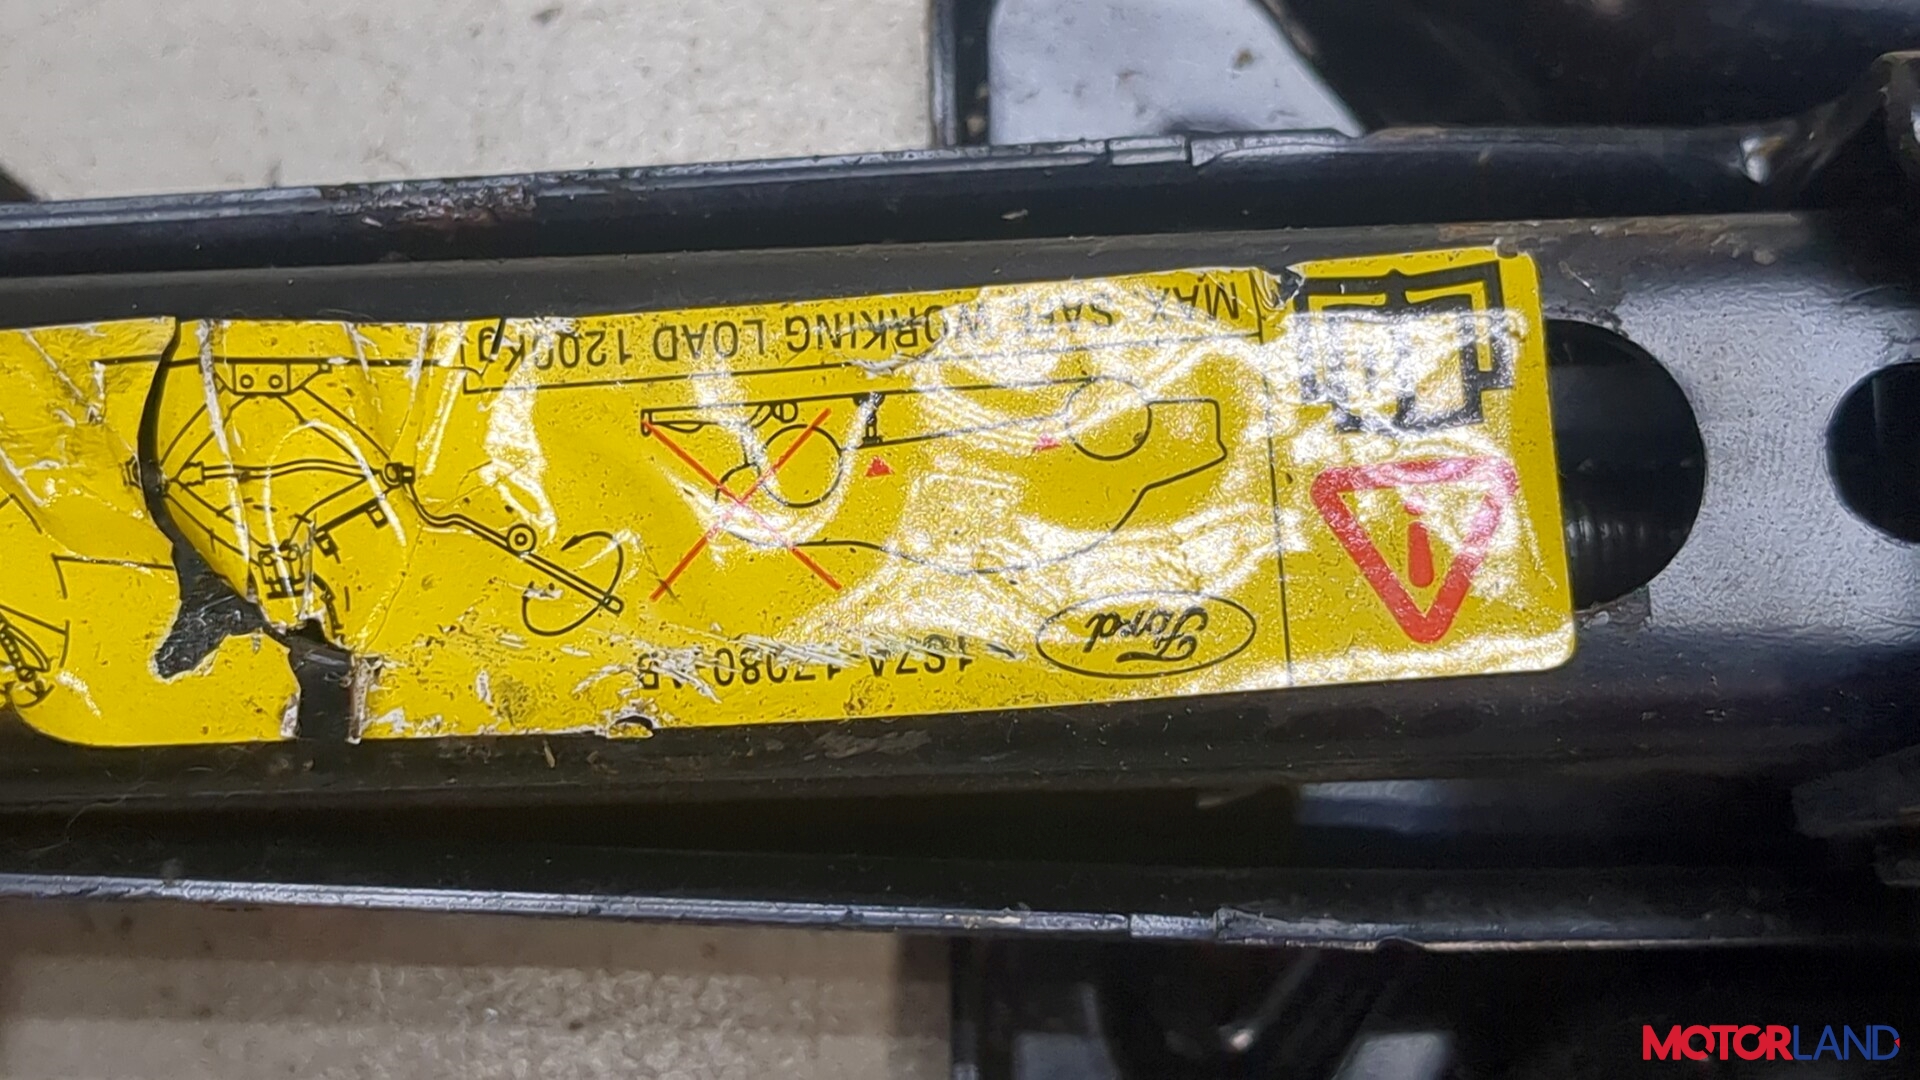 MAX. SAFE WORKING LOAD 1200kg
Ford
1S7A-17080-AB
MOTORLAND